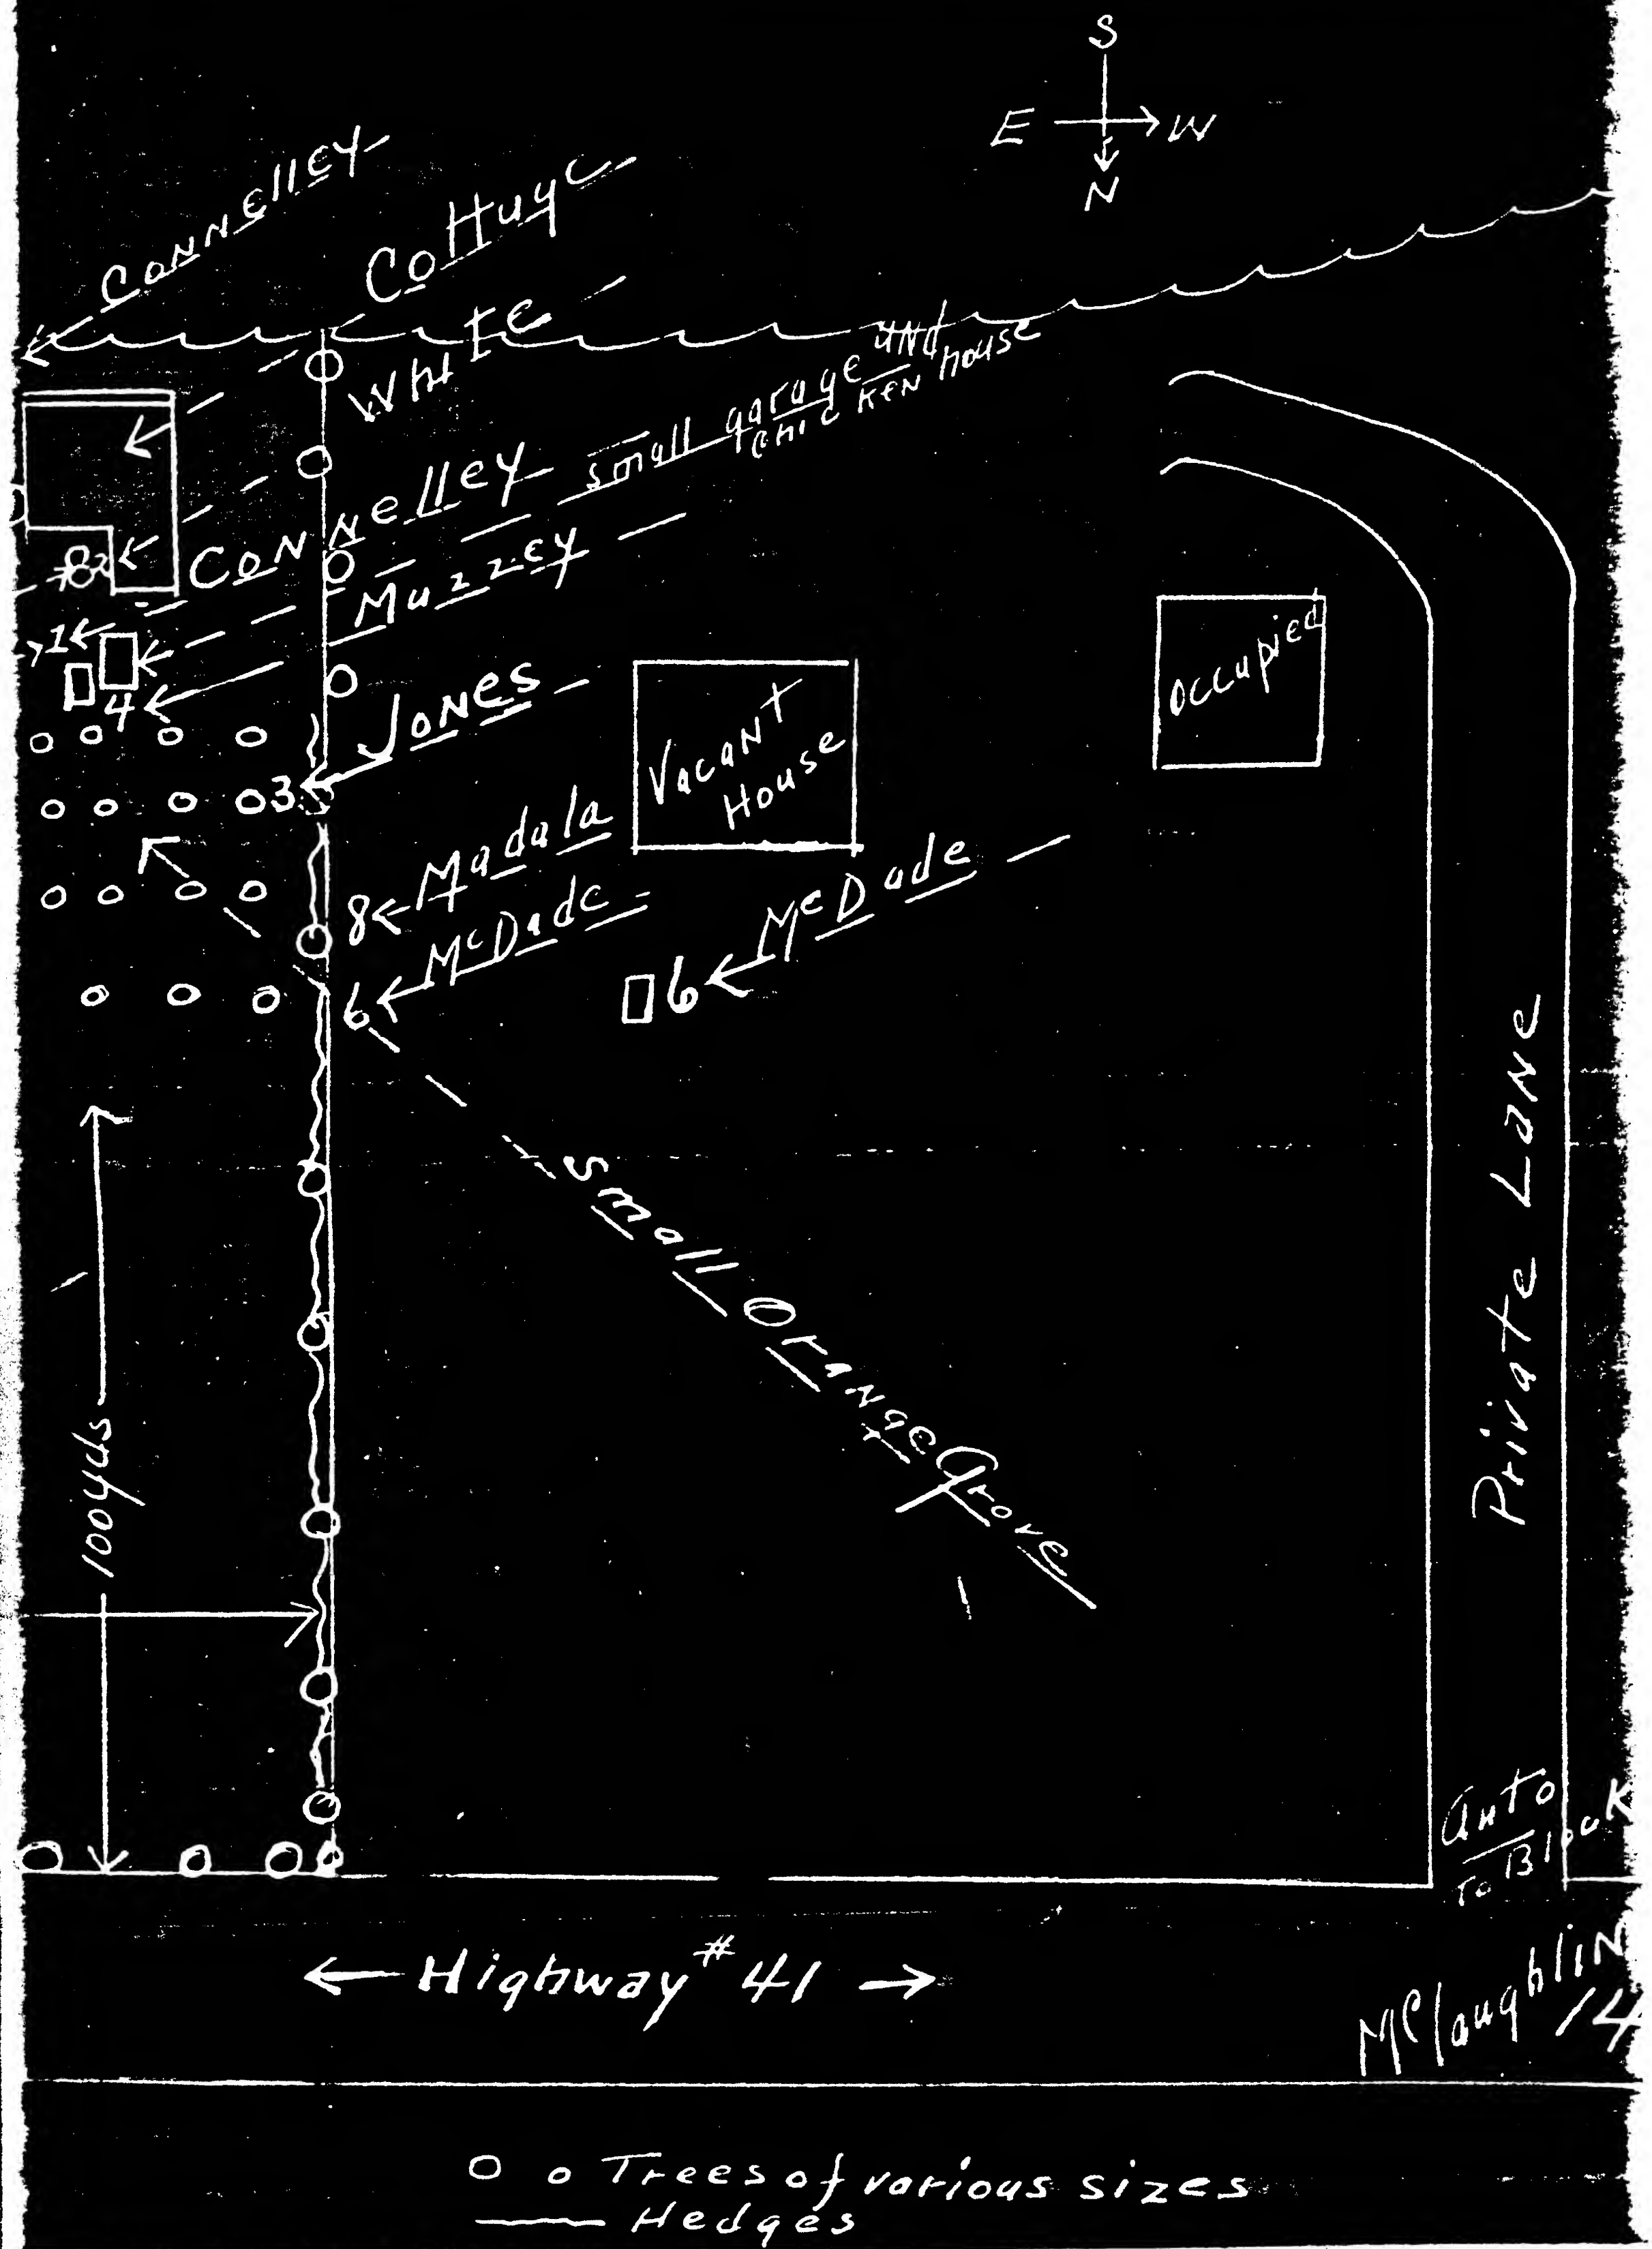 S
E W
N
Connelley
Cottage
White
Connelley
small garage and
chicken house
Muzzey
2
1
4
Jones
3
Vacant
House
Occupied
8 Madala
6 McDade
6 McDade
Small Orange Grove
100 yds
Private Lane
Auto
To Block
Highway # 41
McLaughlin
14
Trees of various sizes
Hedges